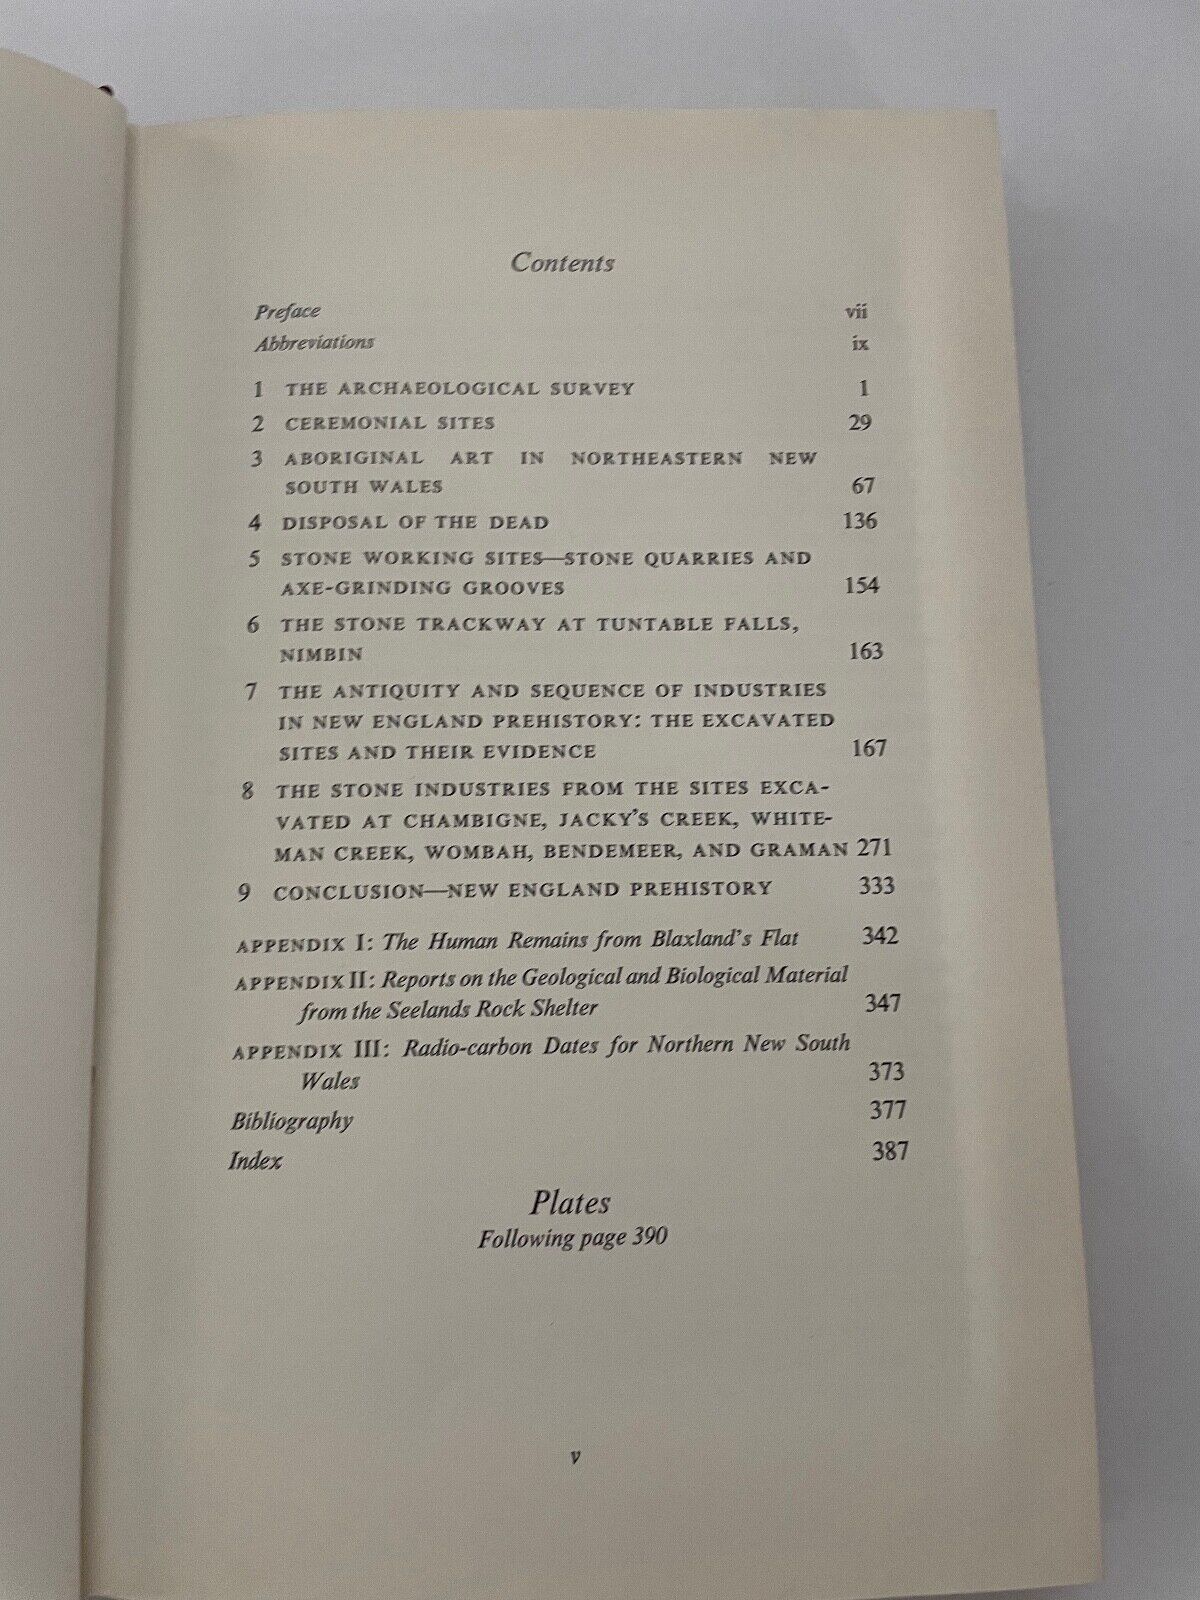 Contents
Preface vii
Abbreviations ix
1 THE ARCHAEOLOGICAL SURVEY 1
2 CEREMONIAL SITES 29
3 ABORIGINAL ART IN NORTHEASTERN NEW
SOUTH WALES 67
4 DISPOSAL OF THE DEAD 136
5 STONE WORKING SITES—STONE QUARRIES AND
AXE-GRINDING GROOVES 154
6 THE STONE TRACKWAY AT TUNTABLE FALLS,
NIMBIN 163
7 THE ANTIQUITY AND SEQUENCE OF INDUSTRIES
IN NEW ENGLAND PREHISTORY: THE EXCAVATED
SITES AND THEIR EVIDENCE 167
8 THE STONE INDUSTRIES FROM THE SITES EXCA-
VATED AT CHAMBIGNE, JACKY'S CREEK, WHITE-
MAN CREEK, WOMBAH, BENDEMEER, AND GRAMAN 271
9 CONCLUSION—NEW ENGLAND PREHISTORY 333
APPENDIX I: The Human Remains from Blaxland's Flat 342
APPENDIX II: Reports on the Geological and Biological Material
from the Seelands Rock Shelter 347
APPENDIX III: Radio-carbon Dates for Northern New South
Wales 373
Bibliography 377
Index 387
Plates
Following page 390
v